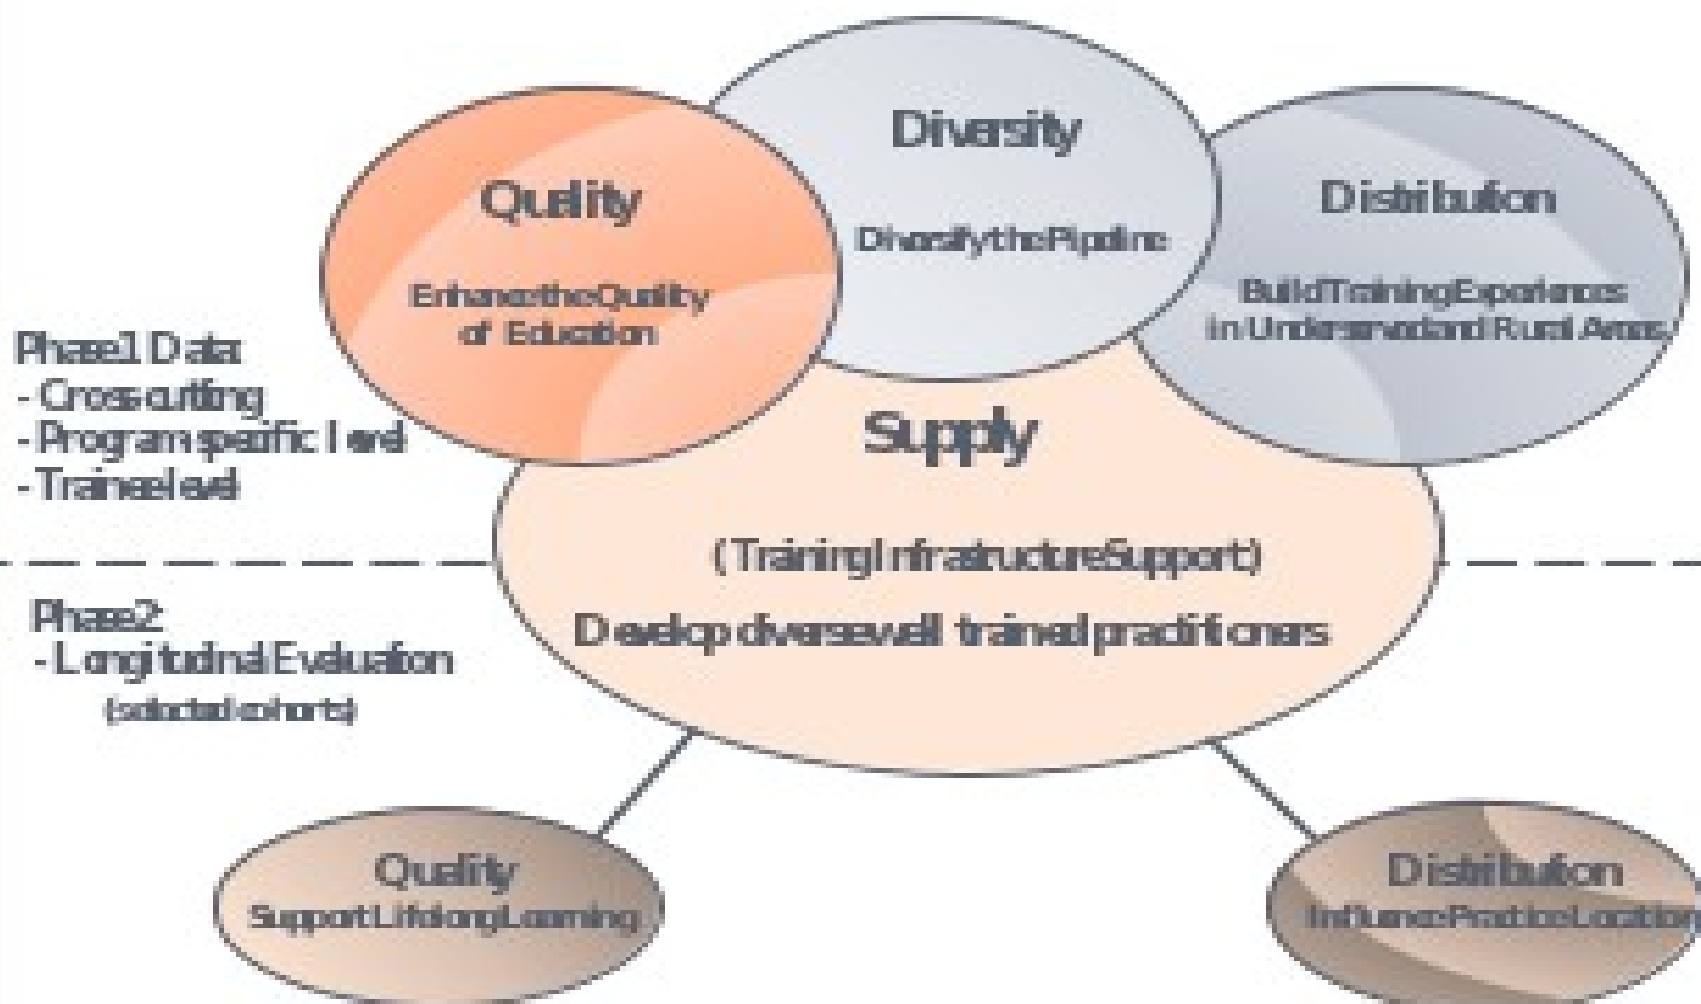 Diversity
Diversify the Pipeline
Quality
Enhance the Quality
of Education
Distribution
Build Training Experiences
in Underserved and Rural Areas
Phase 1 Data:
- Cross-cutting
- Program specific level
- Trainee level
Supply
(Training Infrastructure Support)
Develop diverse well trained practitioners
Phase 2:
- Longitudinal Evaluation
(selected cohorts)
Quality
Support Lifelong Learning
Distribution
Influence Practice Location